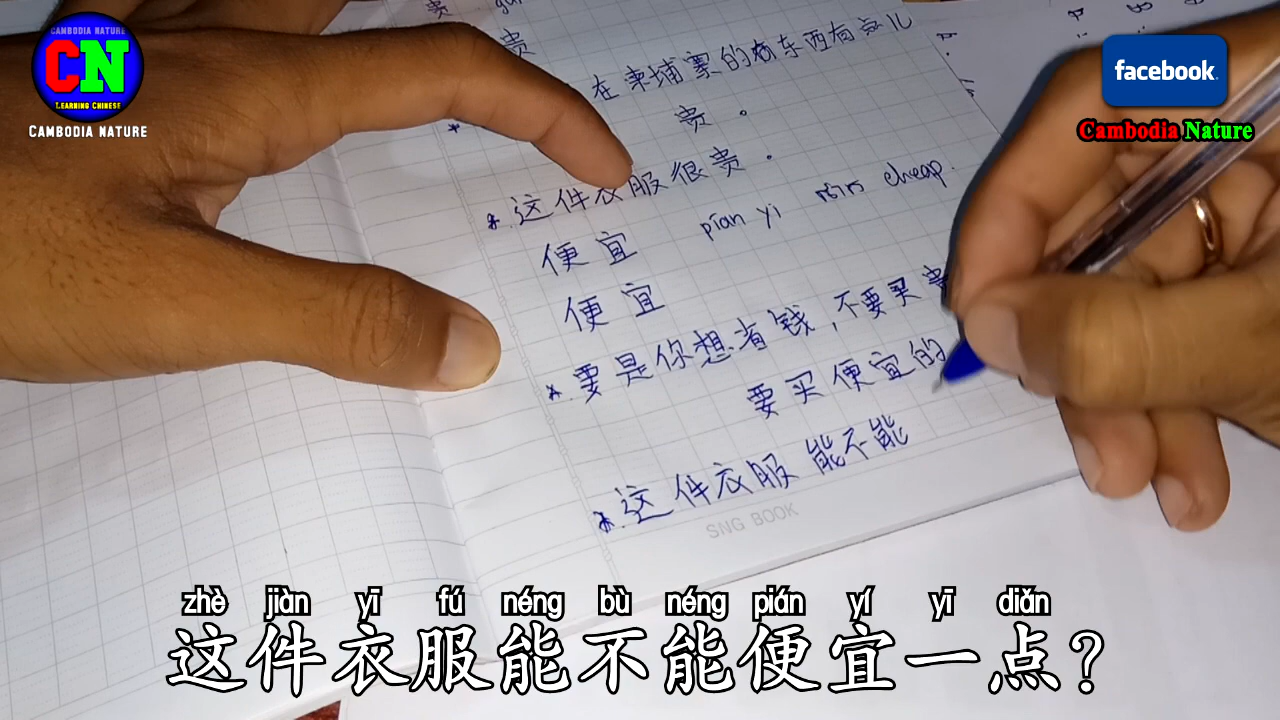 CAMBODIA NATURE
CN
LEARNING CHINESE
CAMBODIA NATURE
facebook
Cambodia Nature
贵
贵
在柬埔寨的东西有点儿
贵。
*.这件衣服很贵。
便宜 pián yi cheap.
便宜
*.要是你想省钱,不要买贵
要买便宜的
*.这件衣服 能不能
SNG BOOK
zhè jiàn yī fú néng bù néng pián yí yī diǎn
这件衣服能不能便宜一点?